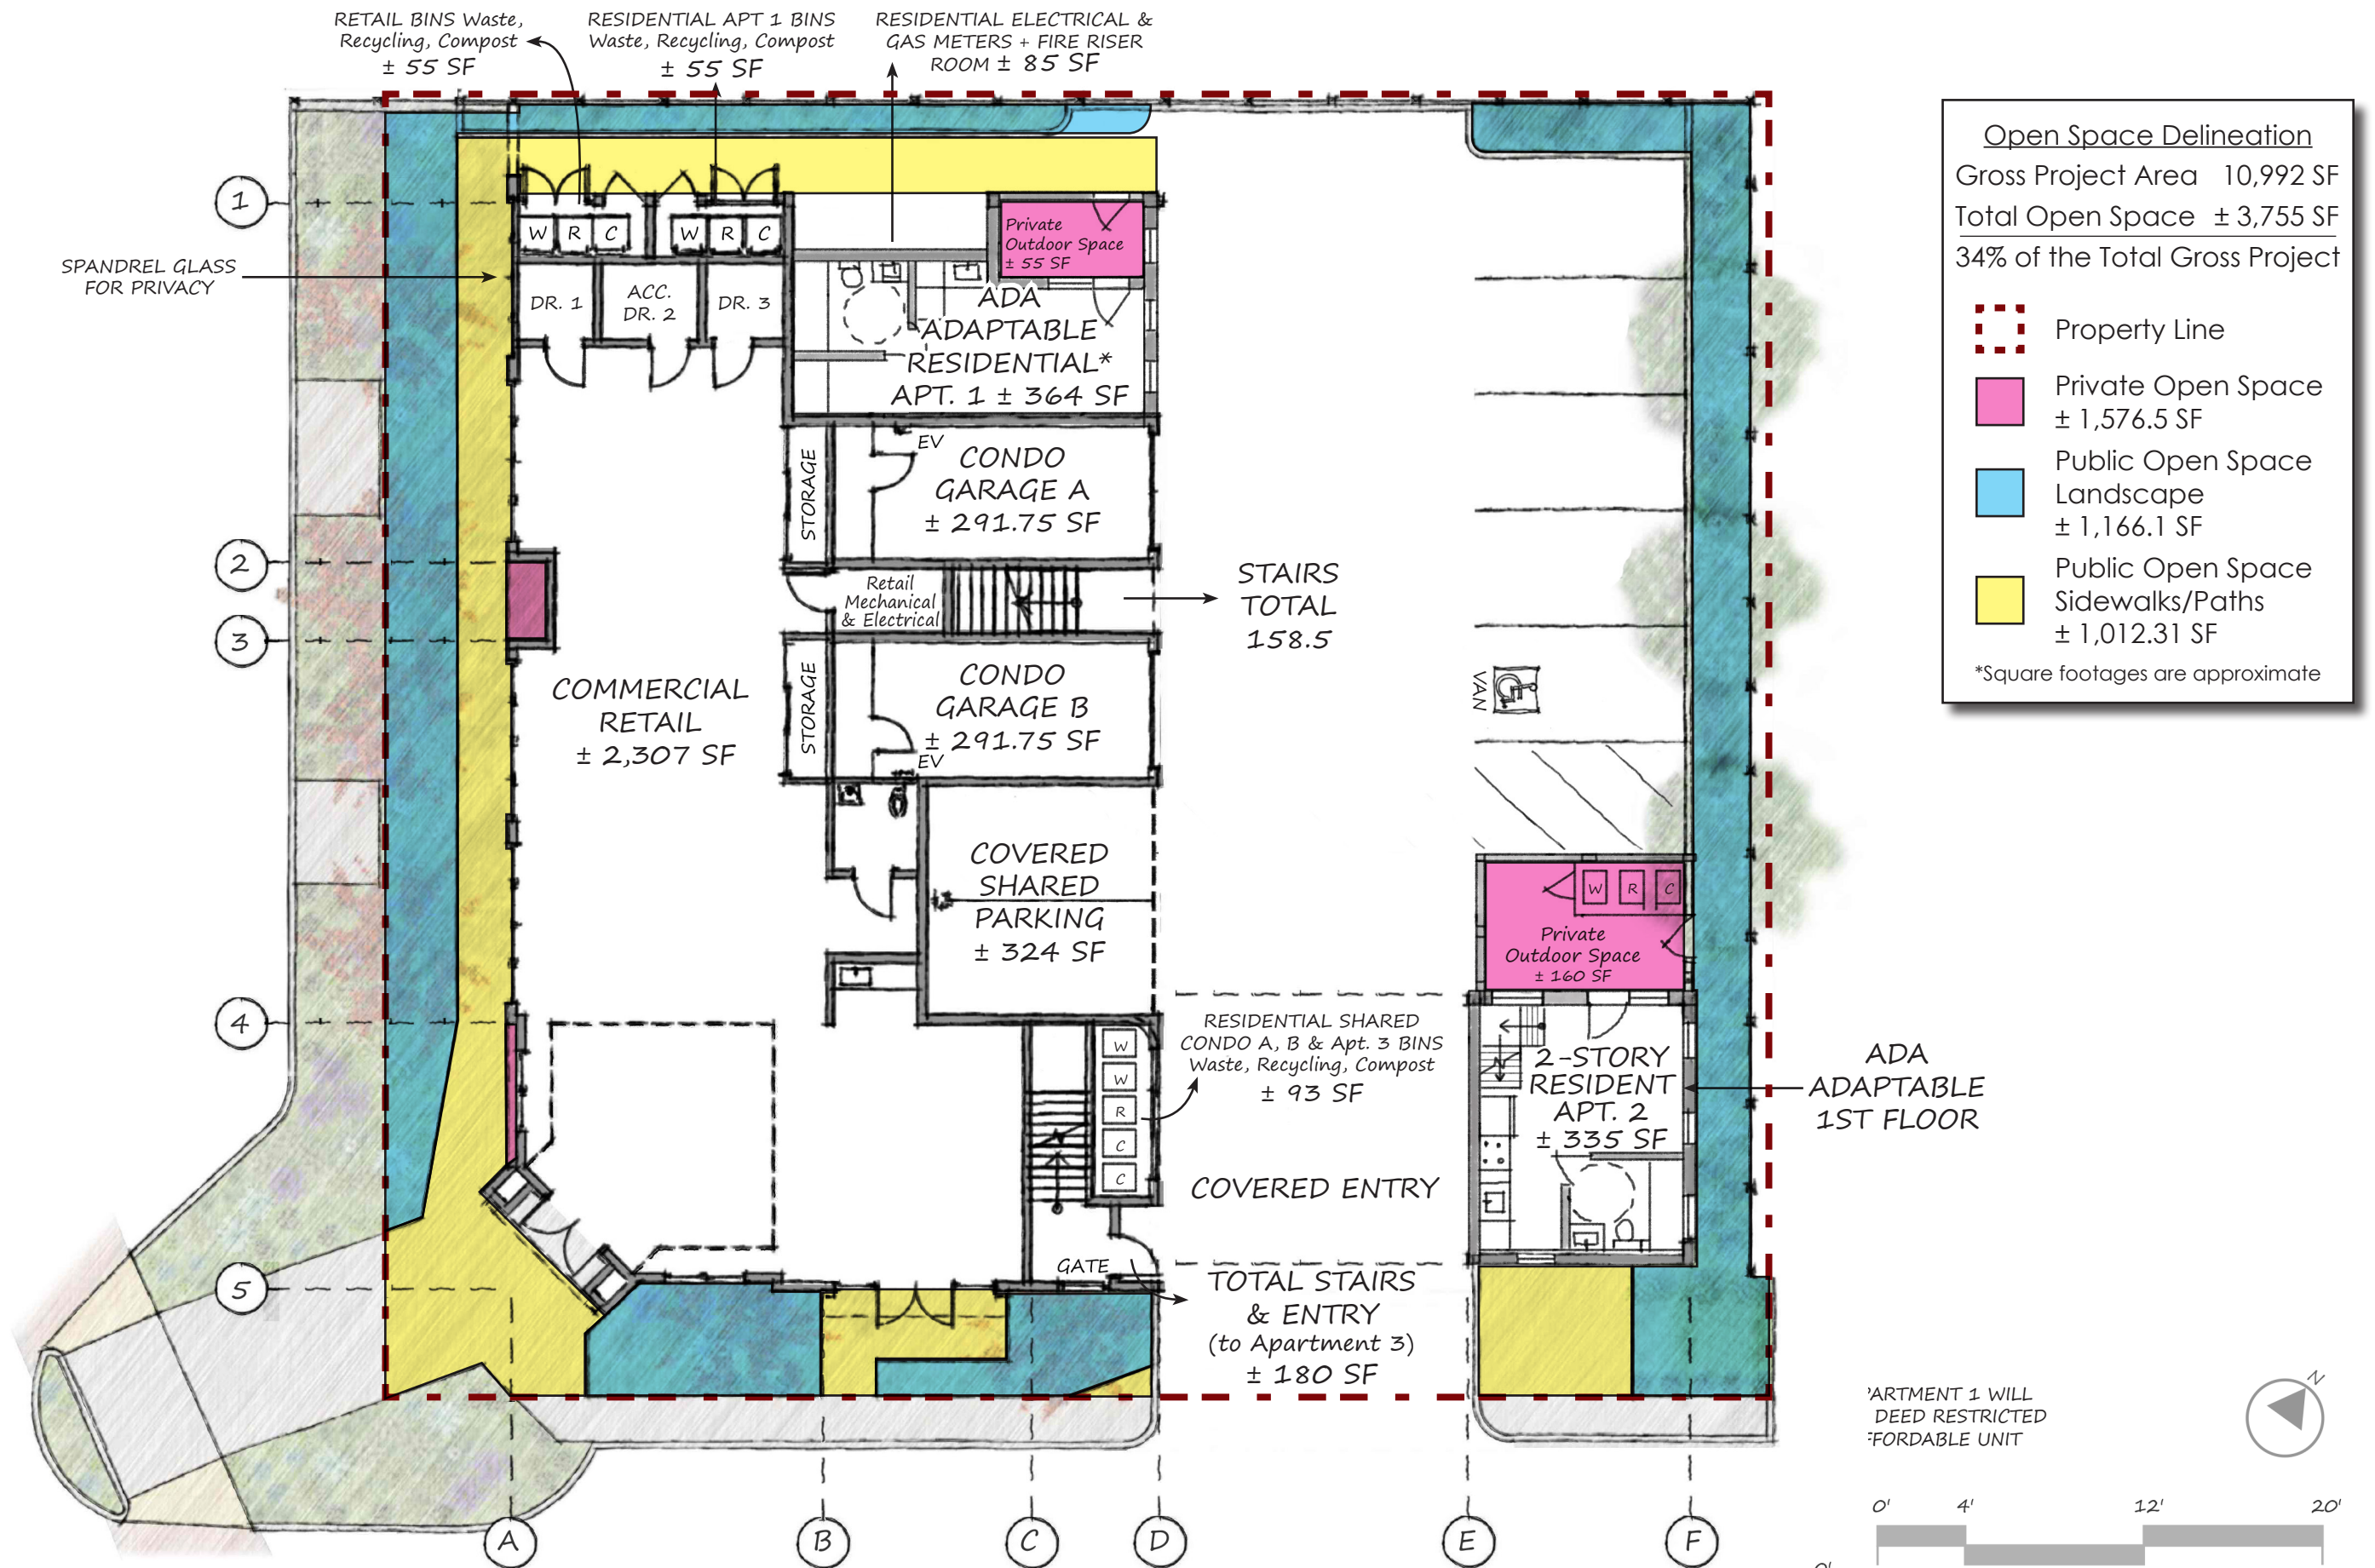 RETAIL BINS Waste,
Recycling, Compost
± 55 SF
RESIDENTIAL APT 1 BINS
Waste, Recycling, Compost
± 55 SF
RESIDENTIAL ELECTRICAL &
GAS METERS + FIRE RISER
ROOM ± 85 SF
Open Space Delineation
Gross Project Area 10,992 SF
Total Open Space ± 3,755 SF
34% of the Total Gross Project
Property Line
Private Open Space
± 1,576.5 SF
Public Open Space
Landscape
± 1,166.1 SF
Public Open Space
Sidewalks/Paths
± 1,012.31 SF
*Square footages are approximate
1
2
3
4
5
SPANDREL GLASS
FOR PRIVACY
W R C
W R C
DR. 1
ACC.
DR. 2
DR. 3
Private
Outdoor Space
± 55 SF
ADA
ADAPTABLE
RESIDENTIAL*
APT. 1 ± 364 SF
STORAGE
EV
CONDO
GARAGE A
± 291.75 SF
Retail
Mechanical
& Electrical
STAIRS
TOTAL
158.5
STORAGE
CONDO
GARAGE B
± 291.75 SF
EV
COMMERCIAL
RETAIL
± 2,307 SF
VAN
COVERED
SHARED
PARKING
± 324 SF
W R C
Private
Outdoor Space
± 160 SF
RESIDENTIAL SHARED
CONDO A, B & Apt. 3 BINS
Waste, Recycling, Compost
± 93 SF
W
W
R
C
C
2-STORY
RESIDENT
APT. 2
± 335 SF
ADA
ADAPTABLE
1ST FLOOR
COVERED ENTRY
GATE
TOTAL STAIRS
& ENTRY
(to Apartment 3)
± 180 SF
'ARTMENT 1 WILL
DEED RESTRICTED
FFORDABLE UNIT
N
0' 4' 12' 20'
0'
A
B
C
D
E
F